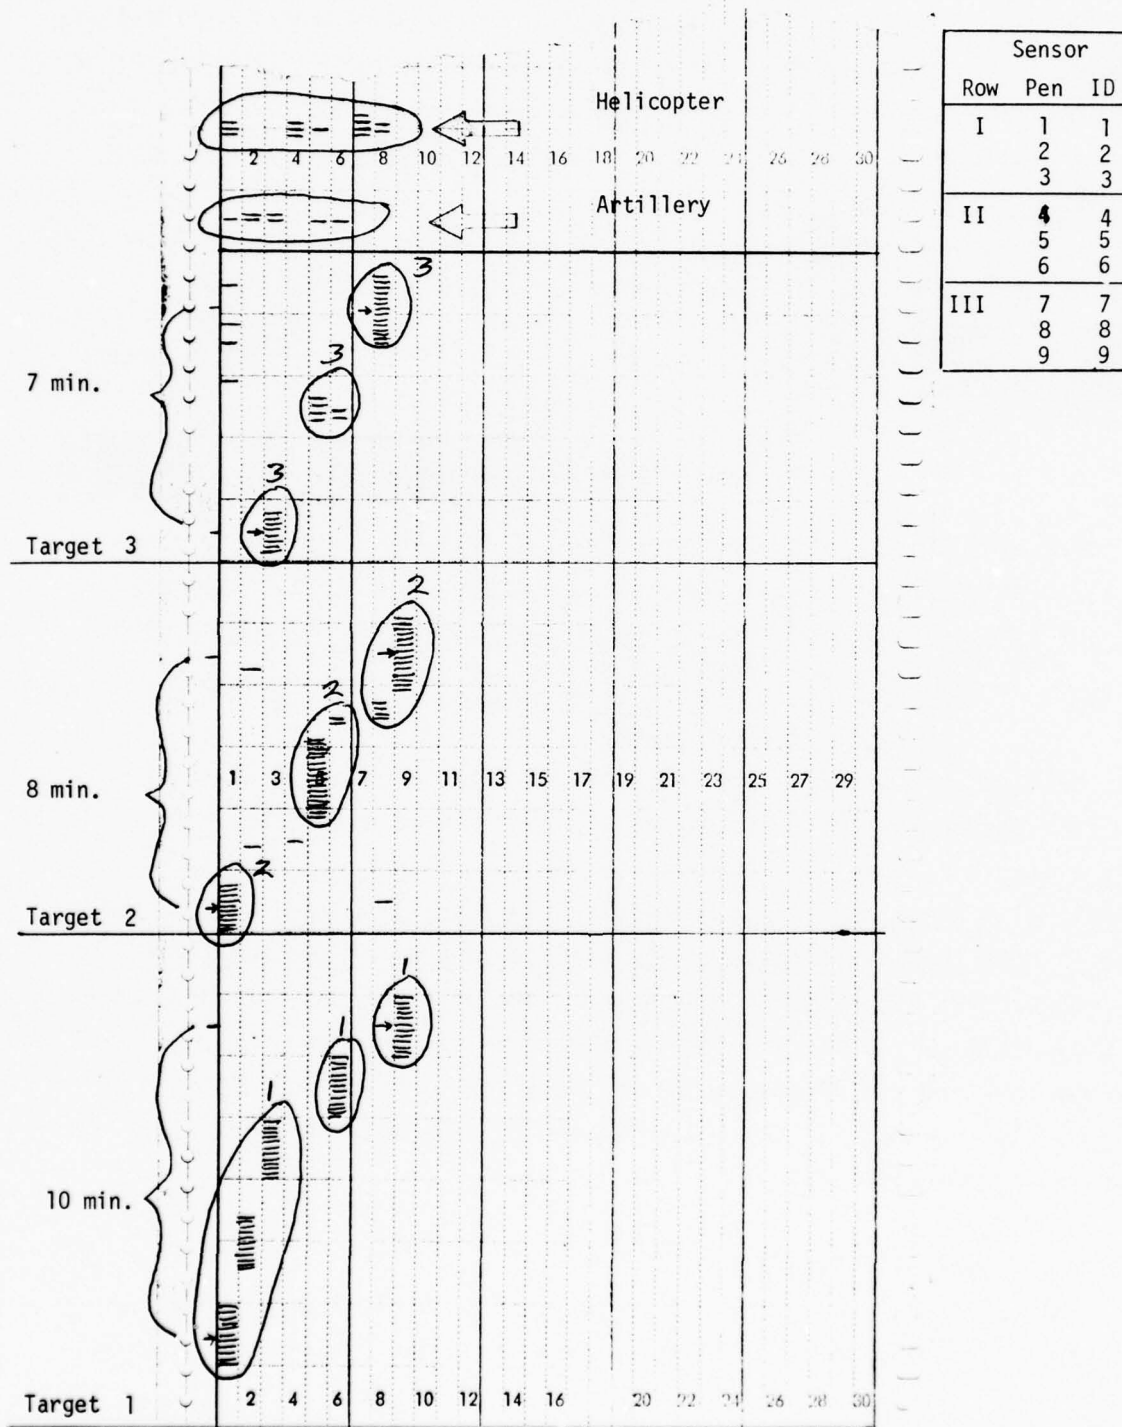 Sensor
Row Pen ID
I 1 1
2 2
3 3
II 4 4
5 5
6 6
III 7 7
8 8
9 9
Helicopter
2 4 6 8 10 12 14 16 18 20 22 24 26 28 30
Artillery
3
3
7 min.
3
Target 3
2
2
8 min.
1 3 7 9 11 13 15 17 19 21 23 25 27 29
2
Target 2
1
1
1
10 min.
Target 1
2 4 6 8 10 12 14 16 20 22 24 26 28 30